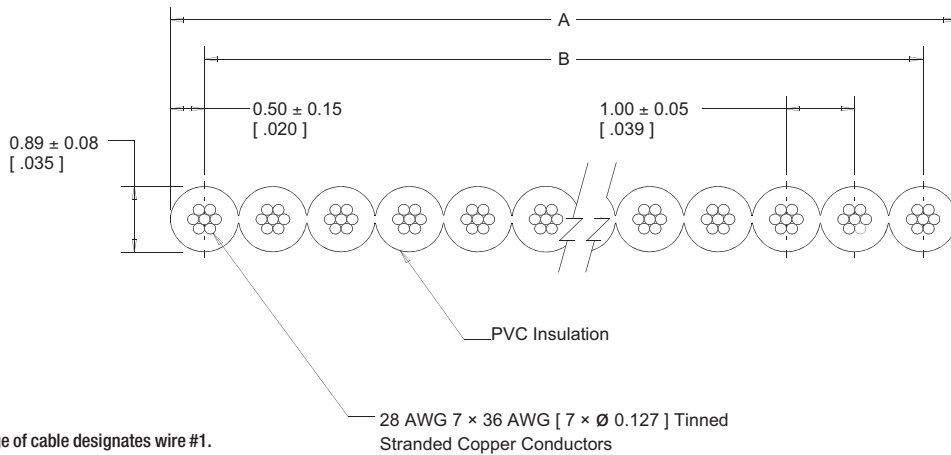 A
B
0.50 ± 0.15
[ .020 ]
1.00 ± 0.05
[ .039 ]
0.89 ± 0.08
[ .035 ]
PVC Insulation
28 AWG 7 × 36 AWG [ 7 × Ø 0.127 ] Tinned
Stranded Copper Conductors
of cable designates wire #1.